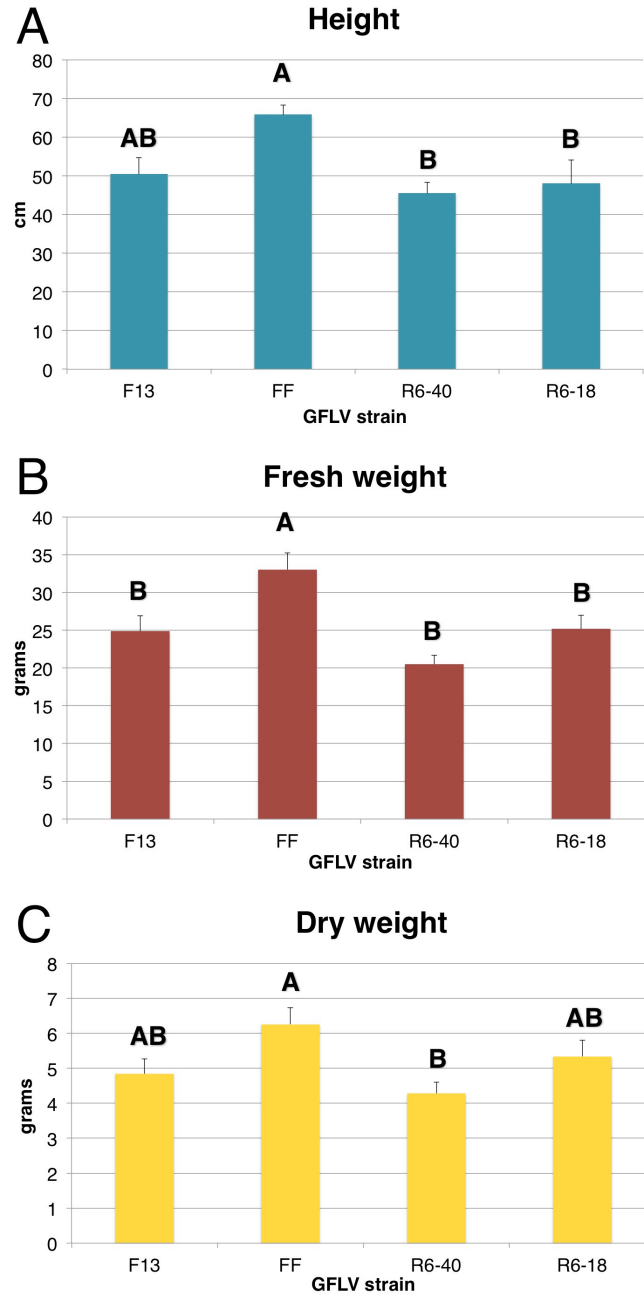 A
Height
80
70
60
50
40
30
20
10
0
cm
AB
A
B
B
F13 FF R6-40 R6-18
GFLV strain
B
Fresh weight
40
35
30
25
20
15
10
5
0
grams
B
A
B
B
F13 FF R6-40 R6-18
GFLV strain
C
Dry weight
8
7
6
5
4
3
2
1
0
grams
AB
A
B
AB
F13 FF R6-40 R6-18
GFLV strain